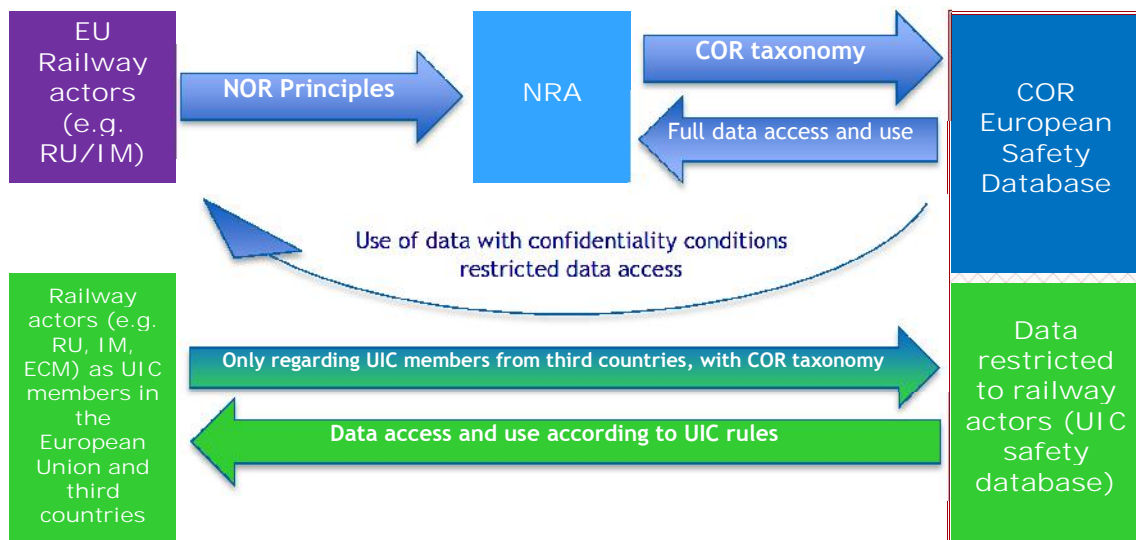 EU
Railway
actors
(e.g.
RU/IM)
NOR Principles
NRA
COR taxonomy
Full data access and use
COR
European
Safety
Database
Use of data with confidentiality conditions
restricted data access
Railway
actors (e.g.
RU, IM,
ECM) as UIC
members in
the
European
Union and
third
countries
Only regarding UIC members from third countries, with COR taxonomy
Data access and use according to UIC rules
Data
restricted
to railway
actors (UIC
safety
database)